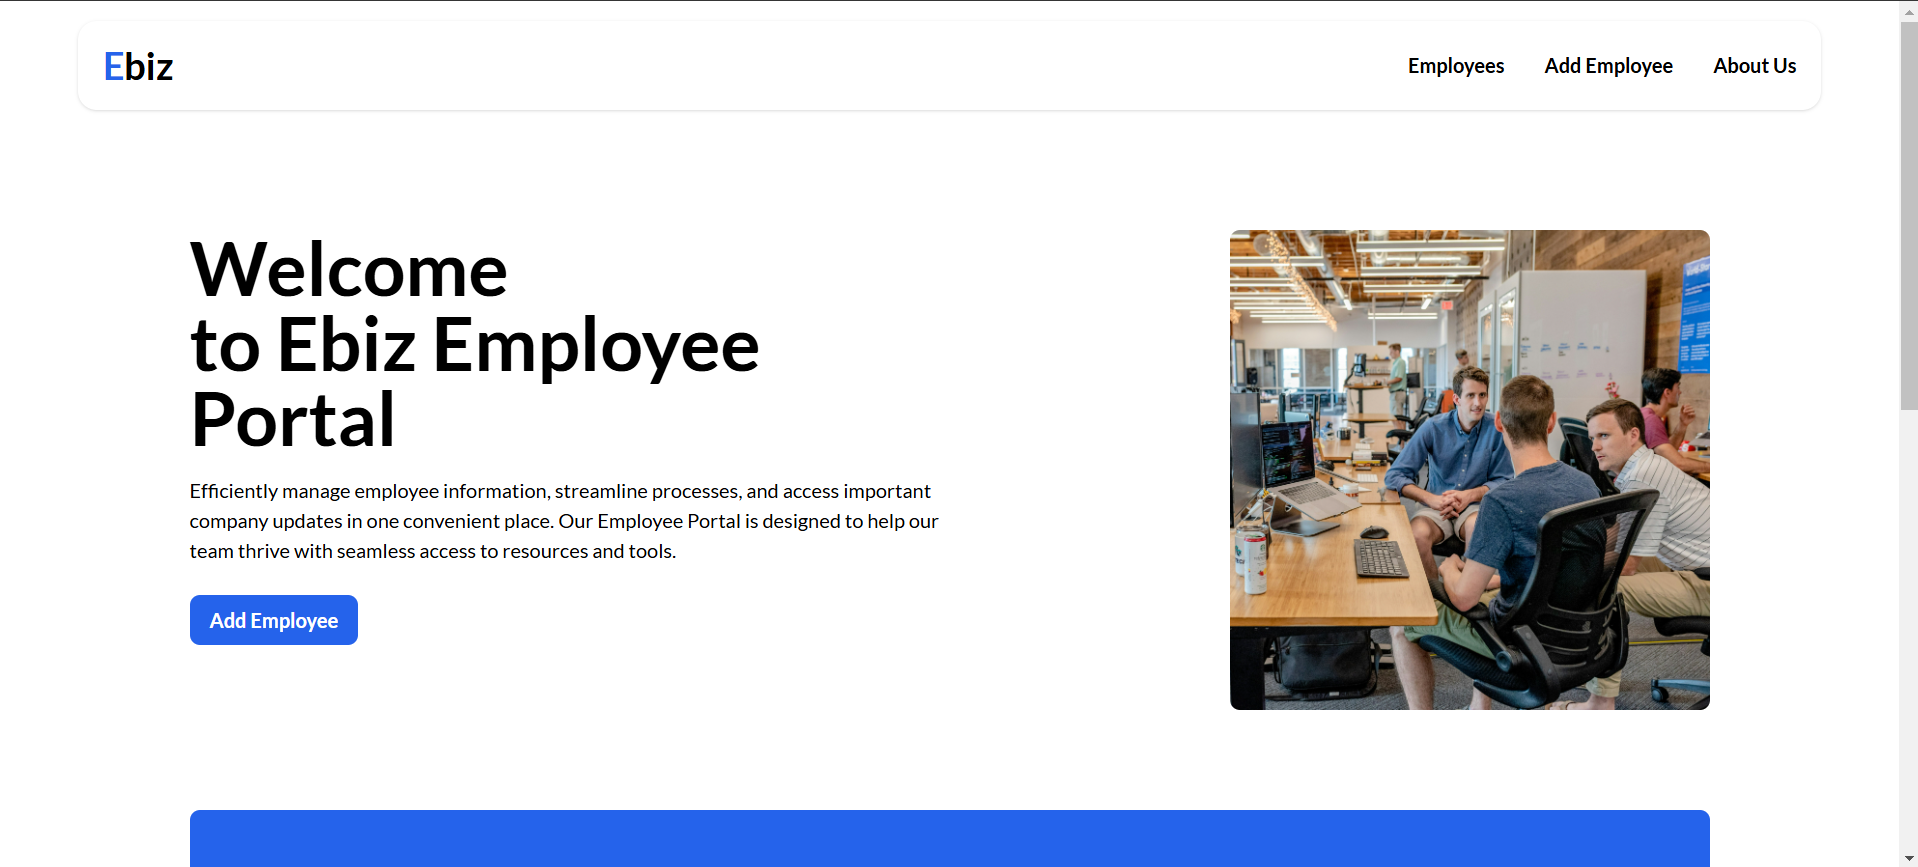 Ebiz
Employees
Add Employee
About Us
Welcome
to Ebiz Employee
Portal
Efficiently manage employee information, streamline processes, and access important
company updates in one convenient place. Our Employee Portal is designed to help our
team thrive with seamless access to resources and tools.
Add Employee